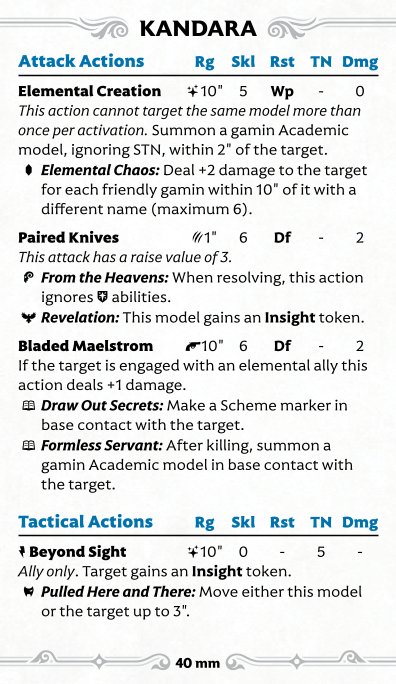 KANDARA
Attack Actions Rg Skl Rst TN Dmg
Elemental Creation 10" 5 Wp - 0
This action cannot target the same model more than
once per activation. Summon a gamin Academic
model, ignoring STN, within 2" of the target.
Elemental Chaos: Deal +2 damage to the target
for each friendly gamin within 10" of it with a
different name (maximum 6).
Paired Knives 1" 6 Df - 2
This attack has a raise value of 3.
From the Heavens: When resolving, this action
ignores abilities.
Revelation: This model gains an Insight token.
Bladed Maelstrom 10" 6 Df - 2
If the target is engaged with an elemental ally this
action deals +1 damage.
Draw Out Secrets: Make a Scheme marker in
base contact with the target.
Formless Servant: After killing, summon a
gamin Academic model in base contact with
the target.
Tactical Actions Rg Skl Rst TN Dmg
Beyond Sight 10" 0 - 5 -
Ally only. Target gains an Insight token.
Pulled Here and There: Move either this model
or the target up to 3".
40 mm